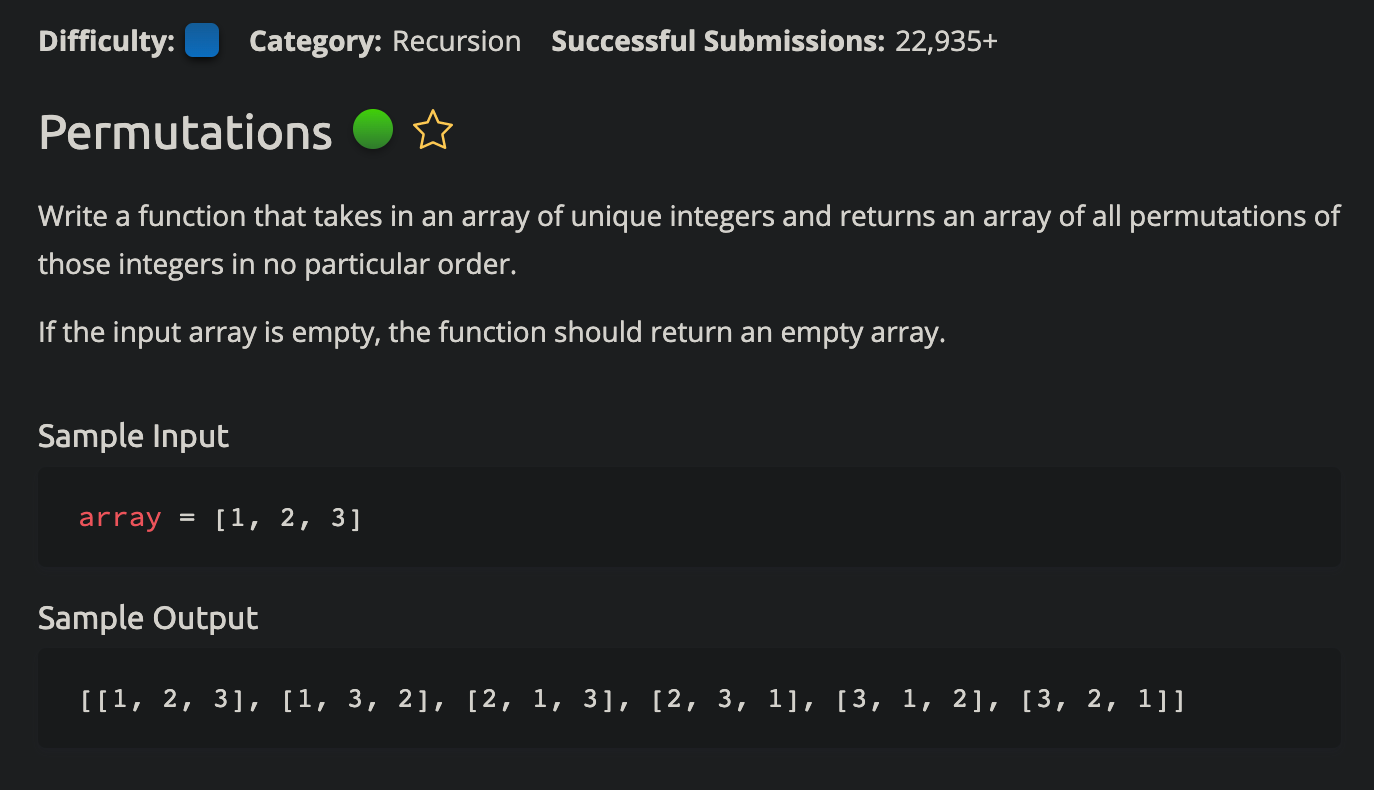 Difficulty: Category: Recursion Successful Submissions: 22,935+
Permutations
Write a function that takes in an array of unique integers and returns an array of all permutations of
those integers in no particular order.
If the input array is empty, the function should return an empty array.
Sample Input
array = [1, 2, 3]
Sample Output
[[1, 2, 3], [1, 3, 2], [2, 1, 3], [2, 3, 1], [3, 1, 2], [3, 2, 1]]